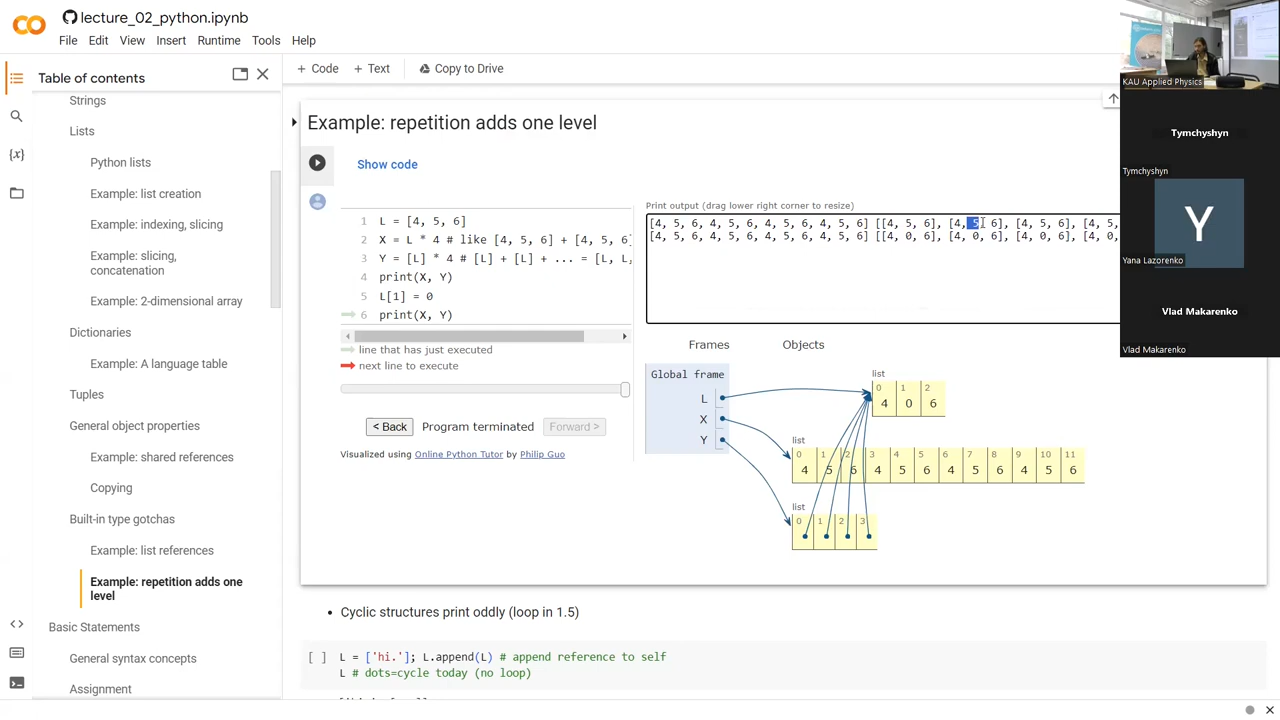 lecture_02_python.ipynb
File Edit View Insert Runtime Tools Help
Table of contents
Strings
Lists
Python lists
Example: list creation
Example: indexing, slicing
Example: slicing,
concatenation
Example: 2-dimensional array
Dictionaries
Example: A language table
Tuples
General object properties
Example: shared references
Copying
Built-in type gotchas
Example: list references
Example: repetition adds one
level
Basic Statements
General syntax concepts
Assignment
+ Code + Text Copy to Drive
Example: repetition adds one level
Show code
1 L = [4, 5, 6]
2 X = L * 4 # like [4, 5, 6] + [4, 5, 6]
3 Y = [L] * 4 # [L] + [L] + ... = [L, L,
4 print(X, Y)
5 L[1] = 0
6 print(X, Y)
line that has just executed
next line to execute
< Back Program terminated Forward >
Visualized using Online Python Tutor by Philip Guo
Print output (drag lower right corner to resize)
[4, 5, 6, 4, 5, 6, 4, 5, 6, 4, 5, 6] [[4, 5, 6], [4, 5, 6], [4, 5, 6], [4, 5,
[4, 5, 6, 4, 5, 6, 4, 5, 6, 4, 5, 6] [[4, 0, 6], [4, 0, 6], [4, 0, 6], [4, 0,
Frames Objects
Global frame
L
X
Y
list
0 1 2
4 0 6
list
0 1 2 3 4 5 6 7 8 9 10 11
4 5 6 4 5 6 4 5 6 4 5 6
list
0 1 2 3
• Cyclic structures print oddly (loop in 1.5)
[ ] L = ['hi.']; L.append(L) # append reference to self
L # dots=cycle today (no loop)
KAU Applied Physics
Tymchyshyn
Tymchyshyn
Y
Yana Lazorenko
Vlad Makarenko
Vlad Makarenko